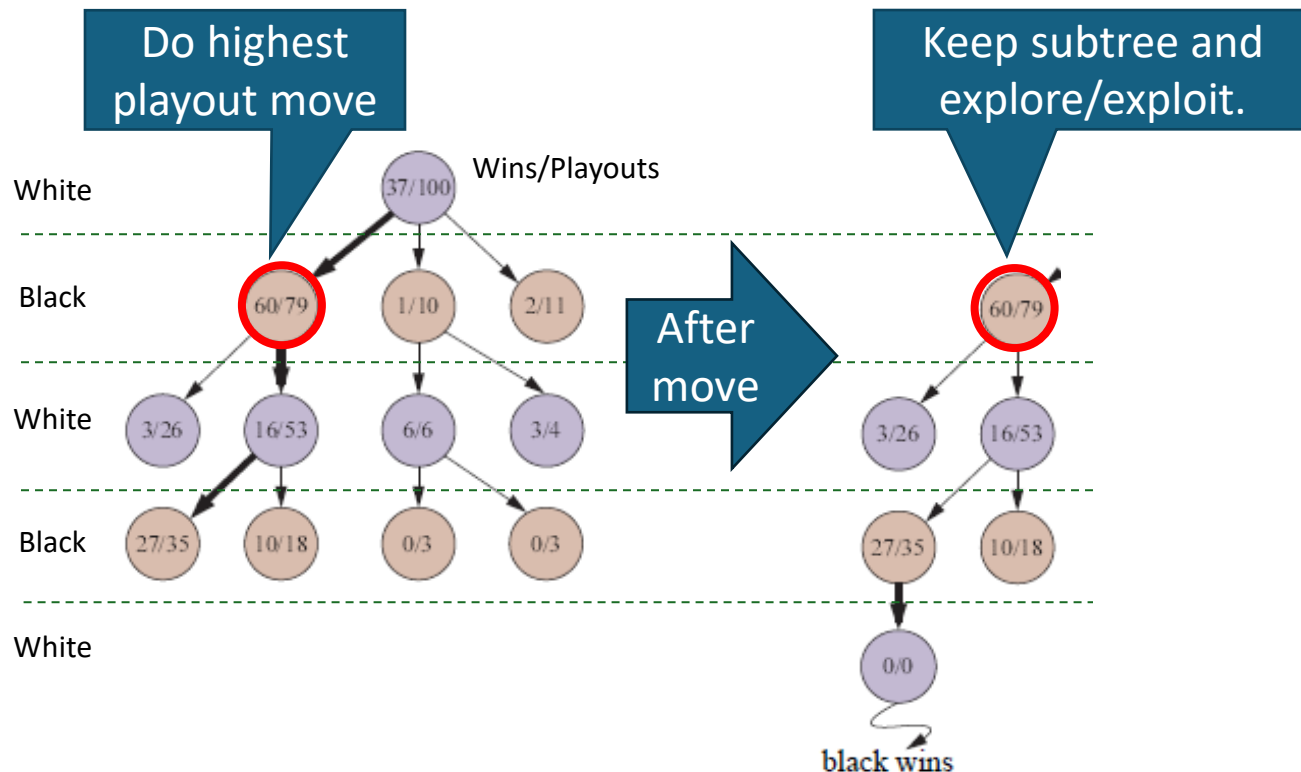 Do highest
playout move
Keep subtree and
explore/exploit.
Wins/Playouts
White
37/100
Black
60/79
1/10
2/11
After
move
60/79
White
3/26
16/53
6/6
3/4
3/26
16/53
Black
27/35
10/18
0/3
0/3
27/35
10/18
White
0/0
black wins